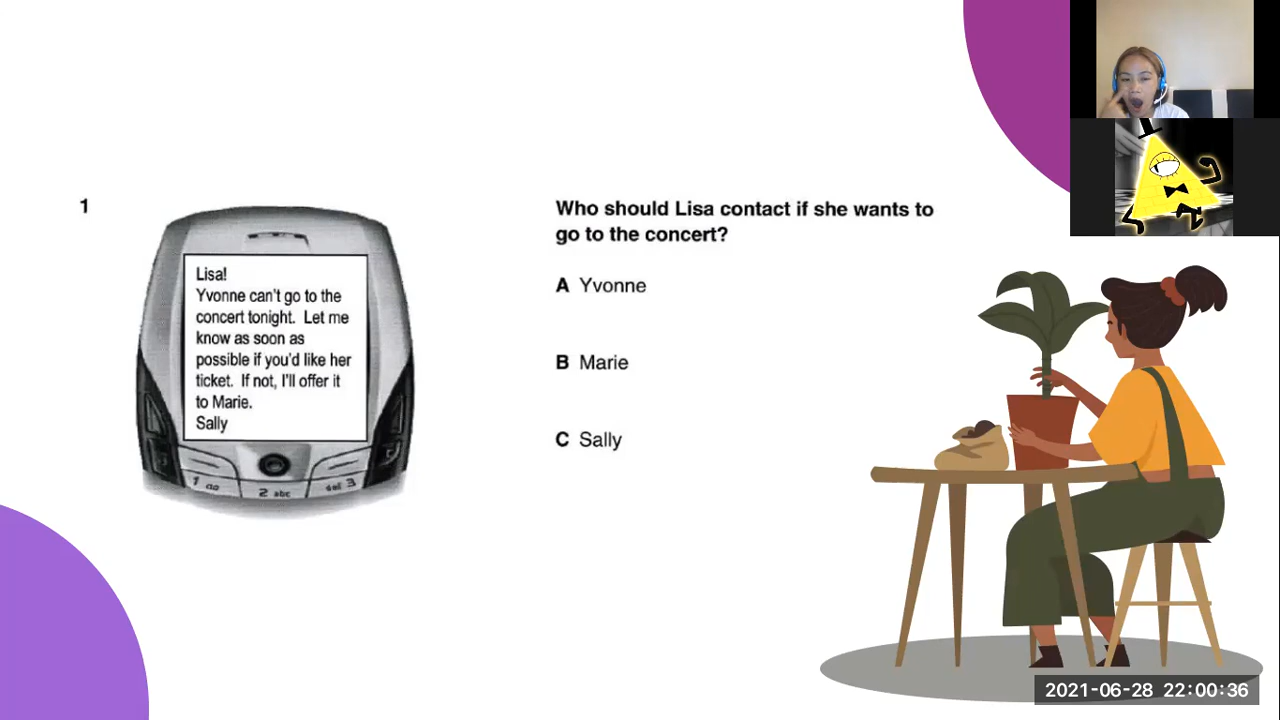 1
Lisa!
Yvonne can't go to the
concert tonight. Let me
know as soon as
possible if you'd like her
ticket. If not, I'll offer it
to Marie.
Sally
1
2 abc
def 3
Who should Lisa contact if she wants to
go to the concert?
A Yvonne
B Marie
C Sally
2021-06-28 22:00:36